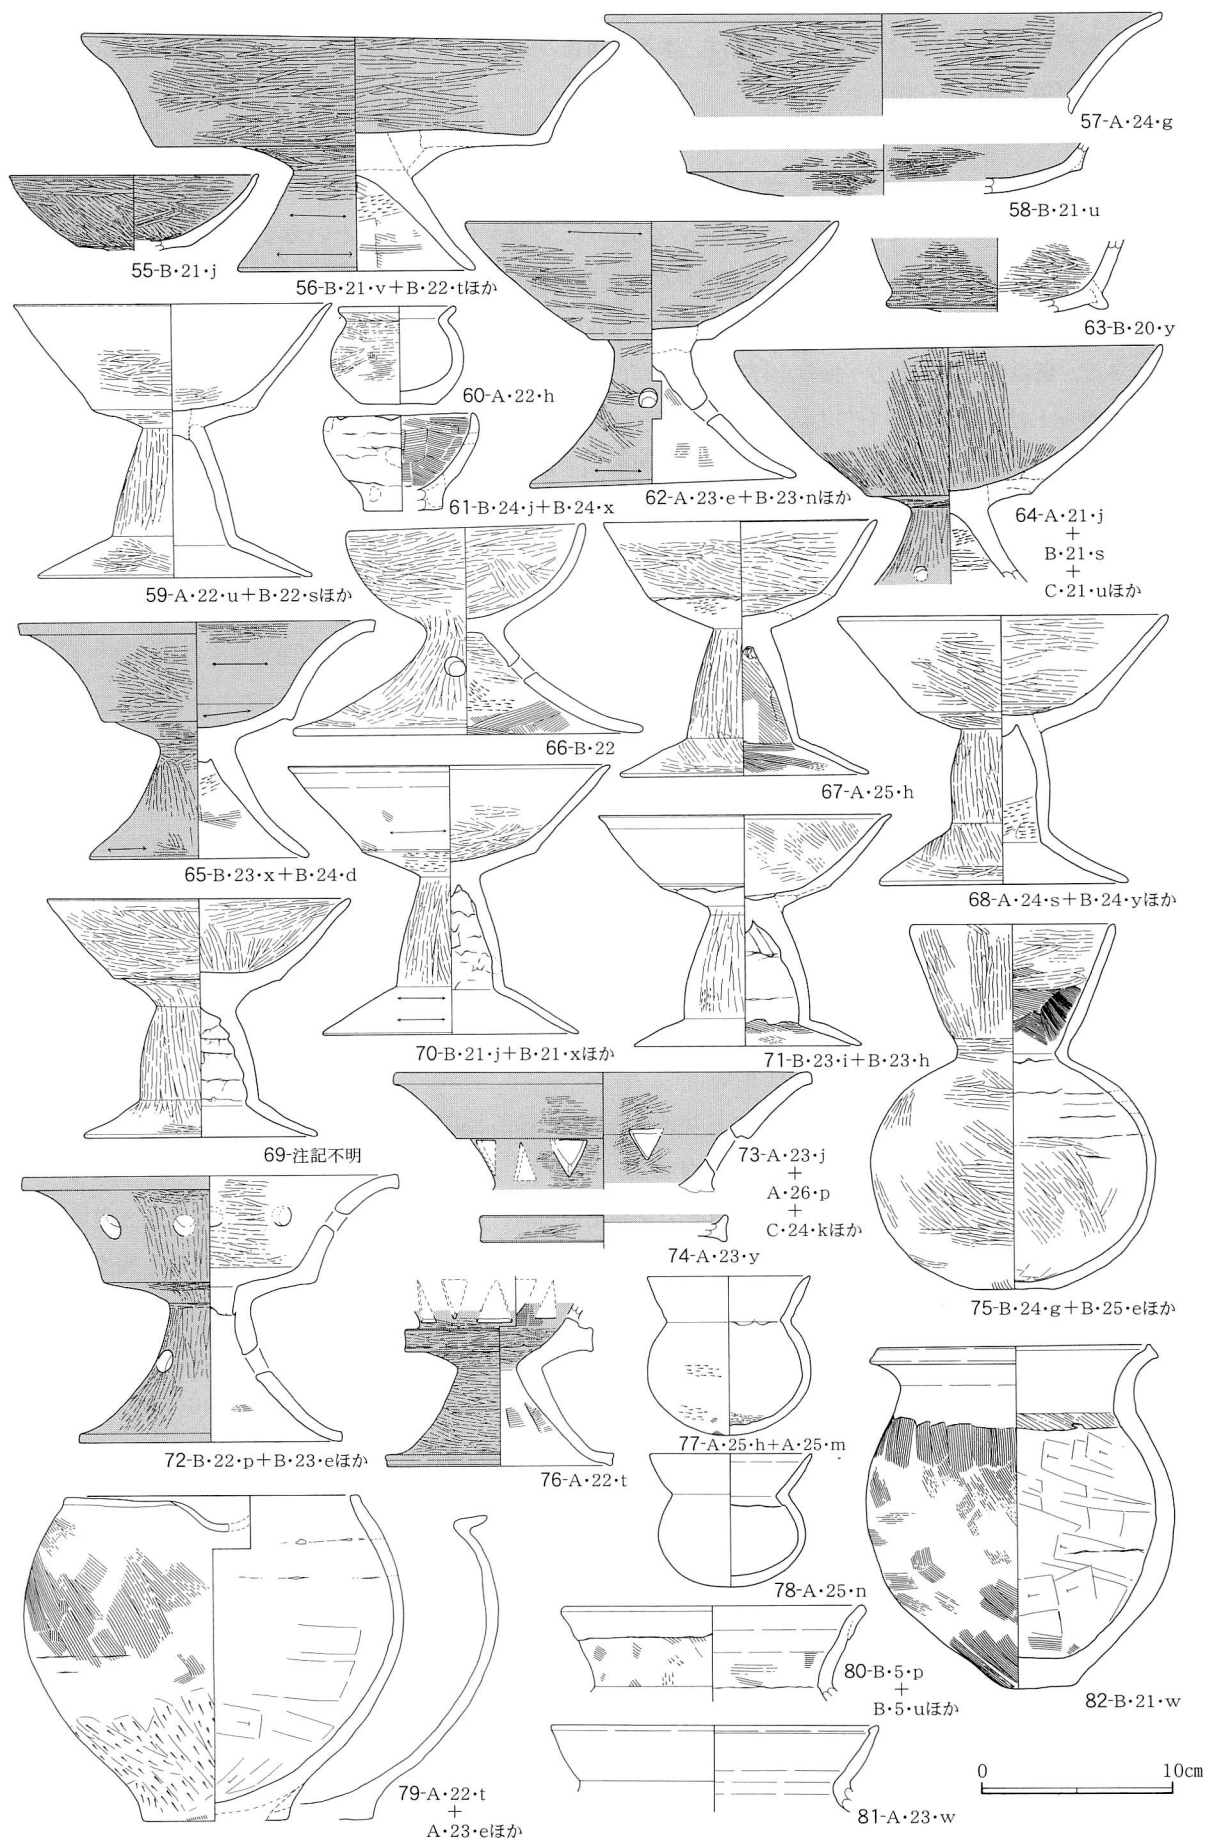 57-A・24・g
58-B・21・u
55-B・21・j
56-B・21・v+B・22・tほか
63-B・20・y
60-A・22・h
61-B・24・j+B・24・x
62-A・23・e+B・23・nほか
64-A・21・j
+
B・21・s
+
C・21・uほか
59-A・22・u+B・22・sほか
66-B・22
67-A・25・h
65-B・23・x+B・24・d
68-A・24・s+B・24・yほか
70-B・21・j+B・21・xほか
71-B・23・i+B・23・h
69-注記不明
73-A・23・j
+
A・26・p
+
C・24・kほか
74-A・23・y
75-B・24・g+B・25・eほか
72-B・22・p+B・23・eほか
76-A・22・t
77-A・25・h+A・25・m
78-A・25・n
80-B・5・p
+
B・5・uほか
82-B・21・w
79-A・22・t
+
A・23・eほか
81-A・23・w
0 10cm